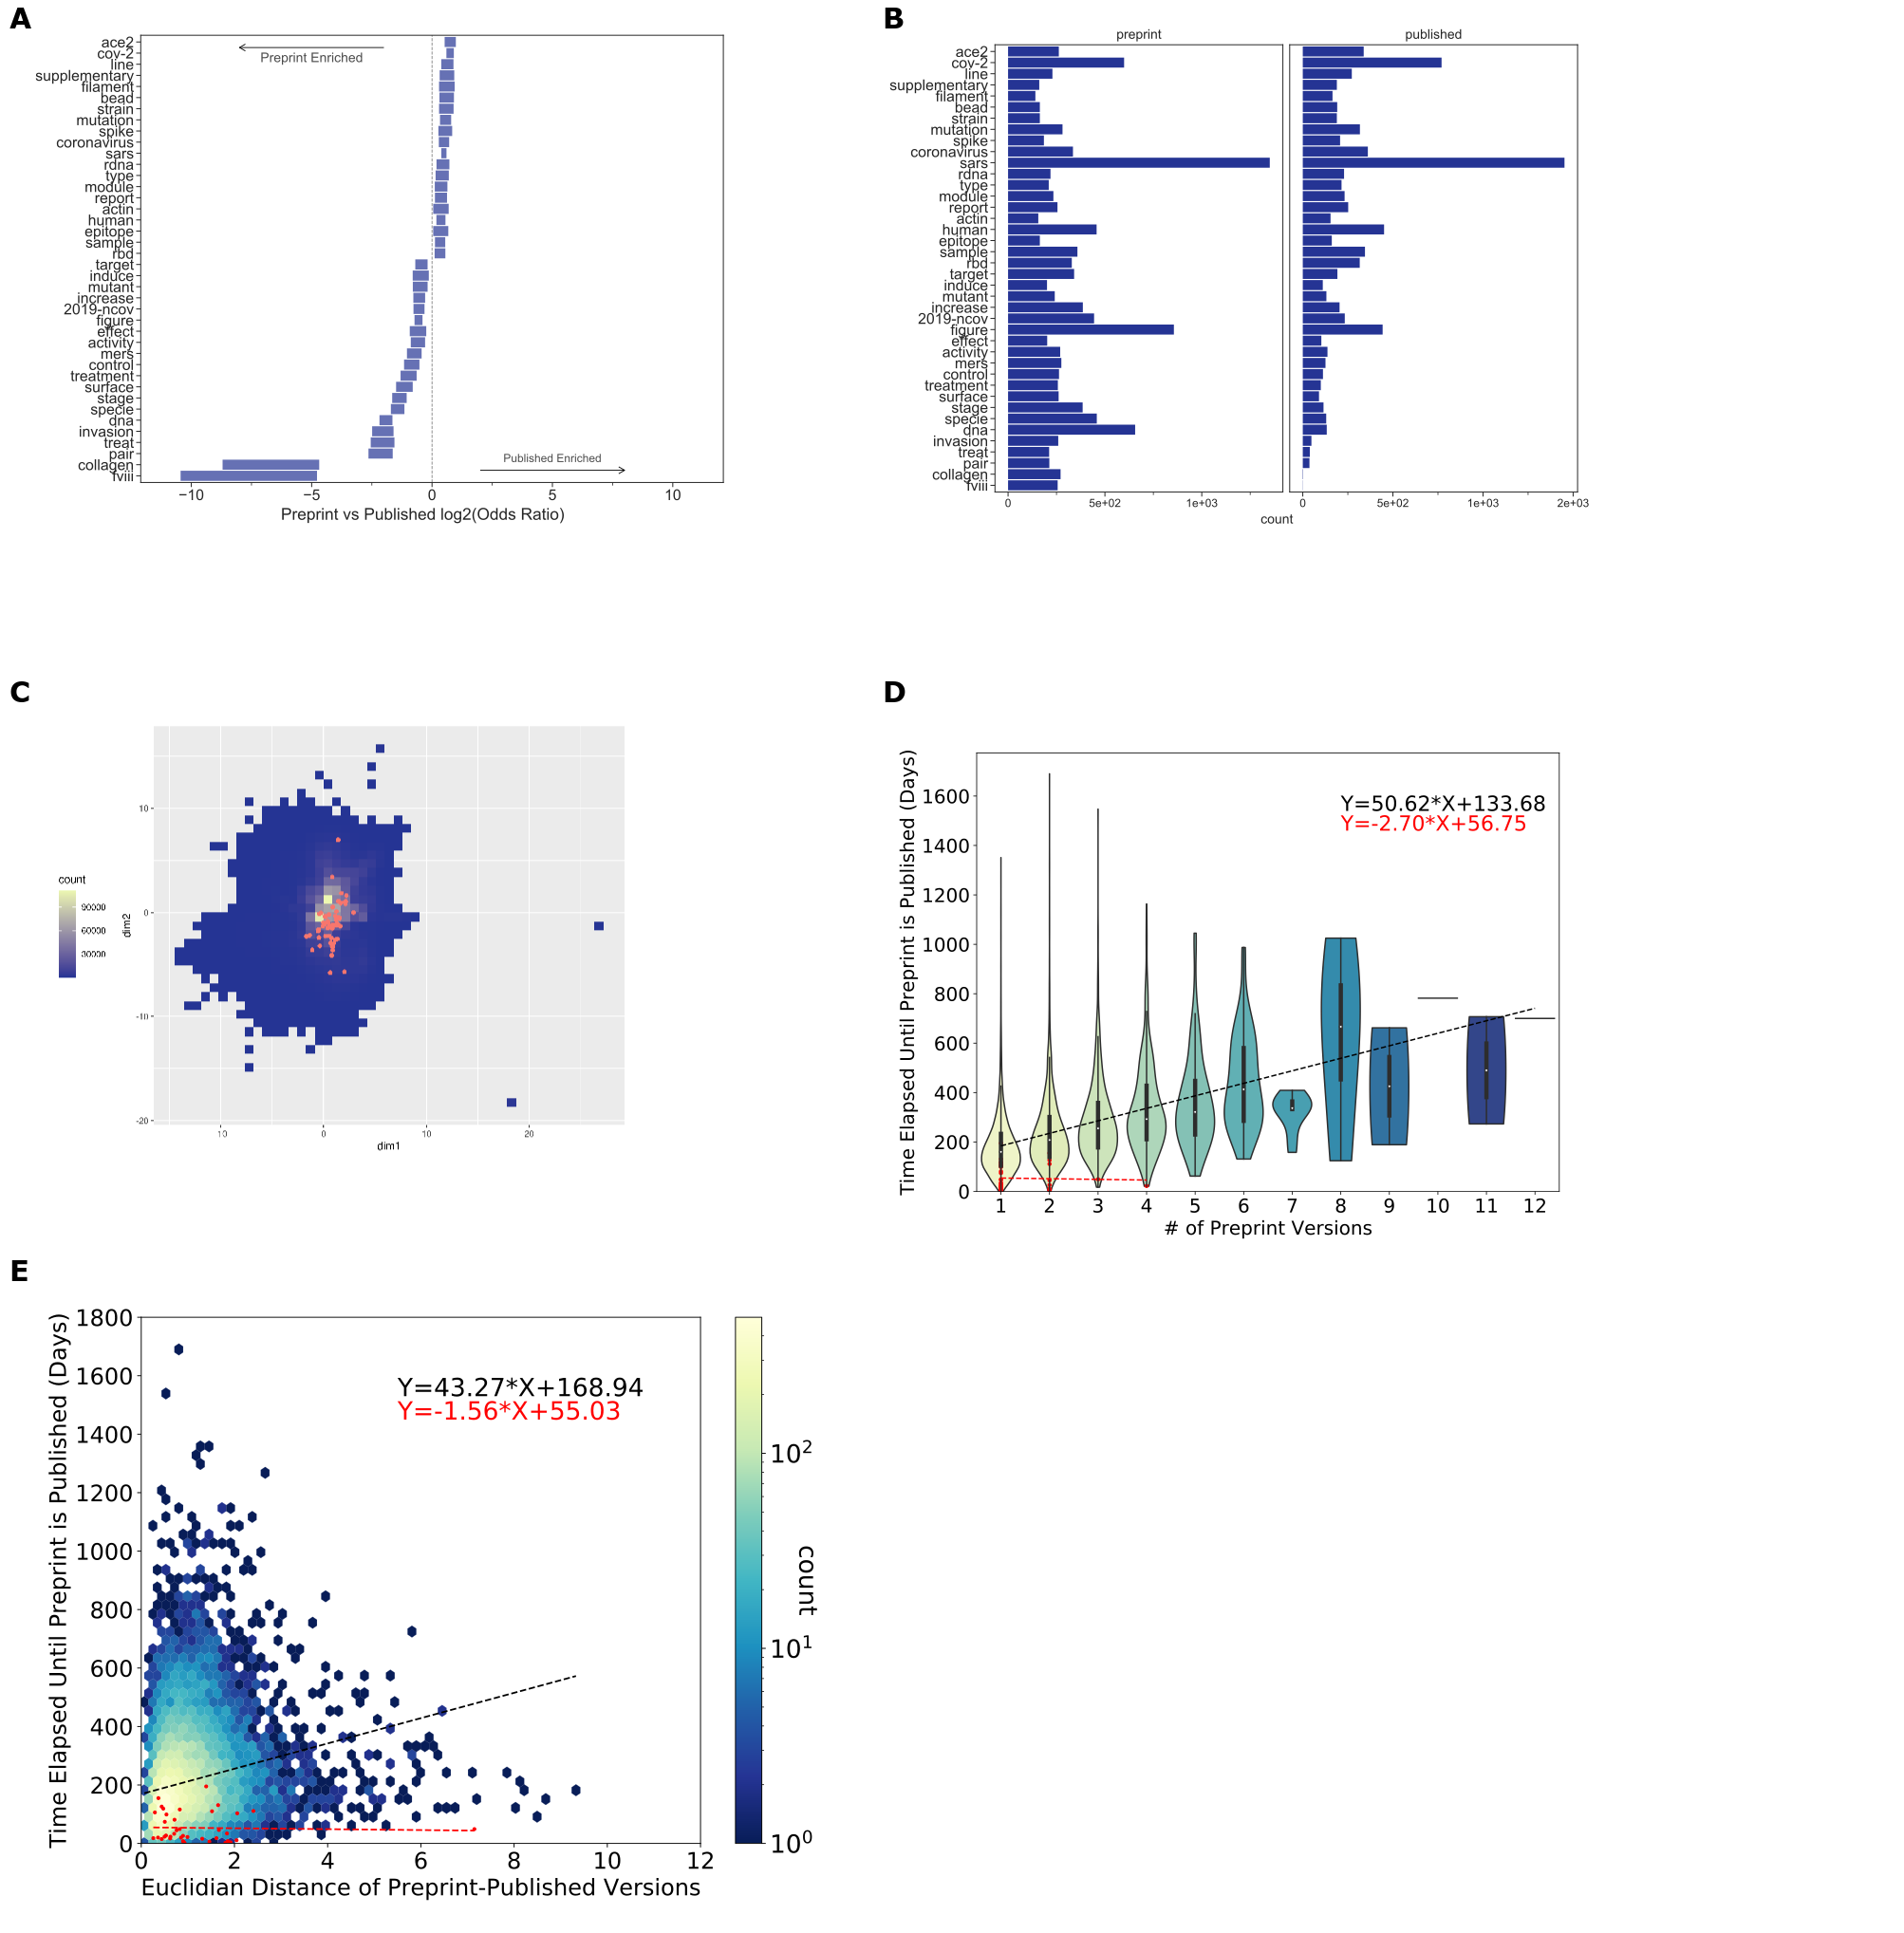 A
ace2
cov-2
line
supplementary
filament
bead
strain
mutation
spike
coronavirus
sars
rdna
type
module
report
actin
human
epitope
sample
rbd
target
induce
mutant
increase
2019-ncov
figure
effect
activity
mers
control
treatment
surface
stage
specie
dna
invasion
treat
pair
collagen
fviii
Preprint Enriched
Published Enriched
−10 −5 0 5 10
Preprint vs Published log2(Odds Ratio)
B
preprint published
ace2
cov-2
line
supplementary
filament
bead
strain
mutation
spike
coronavirus
sars
rdna
type
module
report
actin
human
epitope
sample
rbd
target
induce
mutant
increase
2019-ncov
figure
effect
activity
mers
control
treatment
surface
stage
specie
dna
invasion
treat
pair
collagen
fviii
0 5e+02 1e+03 0 5e+02 1e+03 2e+03
count
C
count
90000
60000
30000
dim2
10
0
-10
-20
-10 0 10 20
dim1
D
Time Elapsed Until Preprint is Published (Days)
1600
1400
1200
1000
800
600
400
200
0
Y=50.62*X+133.68
Y=-2.70*X+56.75
1 2 3 4 5 6 7 8 9 10 11 12
# of Preprint Versions
E
Time Elapsed Until Preprint is Published (Days)
1800
1600
1400
1200
1000
800
600
400
200
0
Y=43.27*X+168.94
Y=-1.56*X+55.03
0 2 4 6 8 10 12
Euclidian Distance of Preprint-Published Versions
10²
10¹
10⁰
count